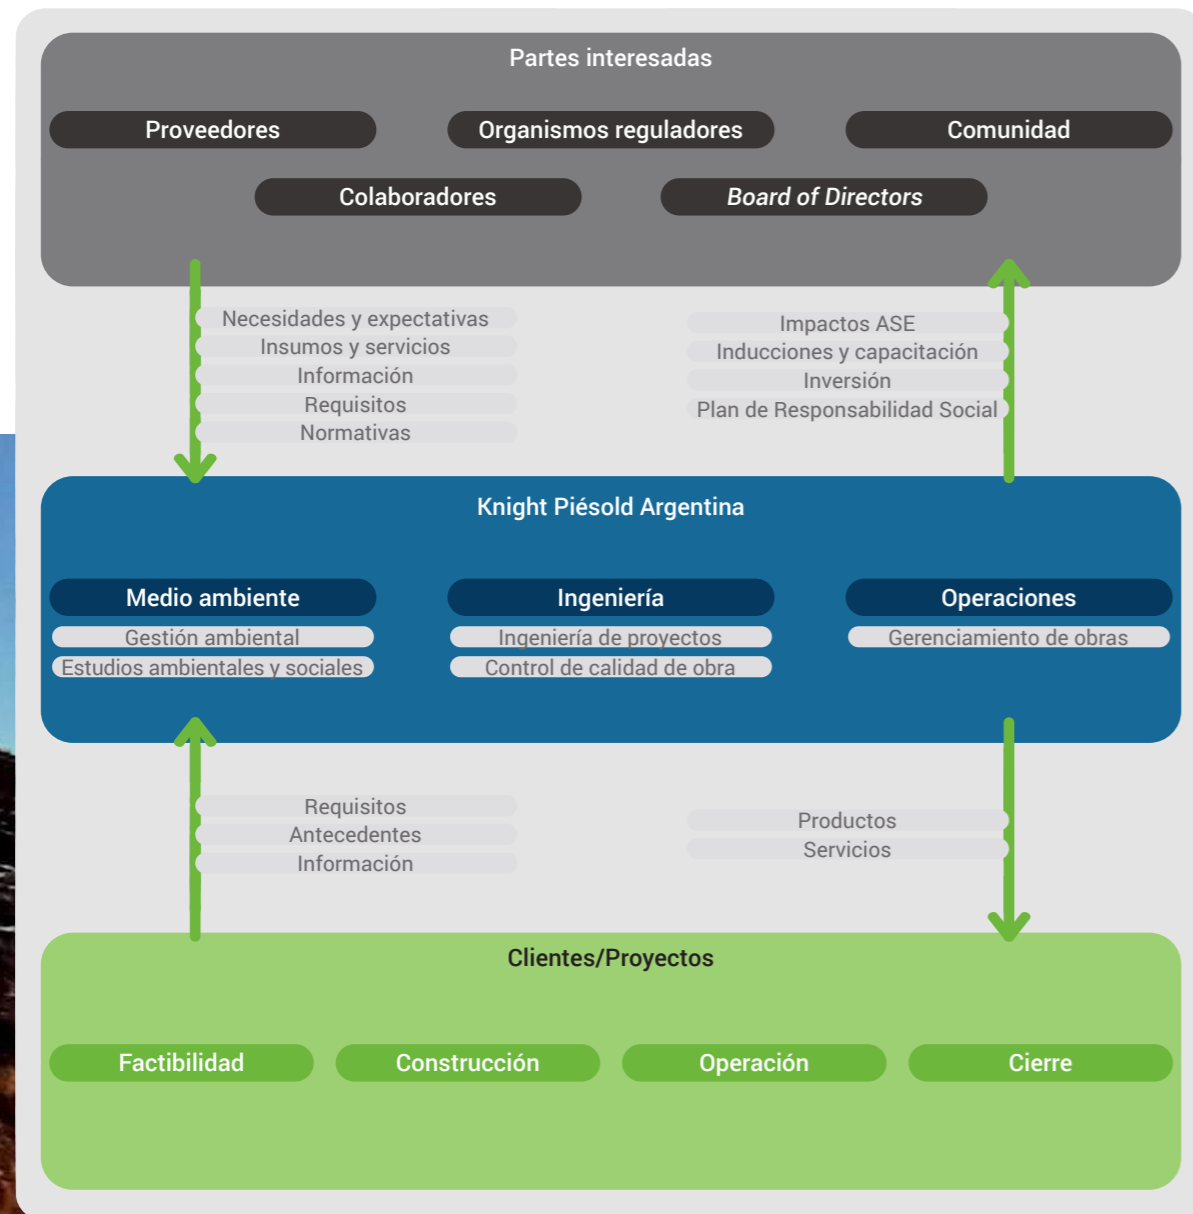 Partes interesadas
Proveedores
Organismos reguladores
Comunidad
Colaboradores
Board of Directors
Necesidades y expectativas
Insumos y servicios
Información
Requisitos
Normativas
Impactos ASE
Inducciones y capacitación
Inversión
Plan de Responsabilidad Social
Knight Piésold Argentina
Medio ambiente
Gestión ambiental
Estudios ambientales y sociales
Ingeniería
Ingeniería de proyectos
Control de calidad de obra
Operaciones
Gerenciamiento de obras
Requisitos
Antecedentes
Información
Productos
Servicios
Clientes/Proyectos
Factibilidad
Construcción
Operación
Cierre